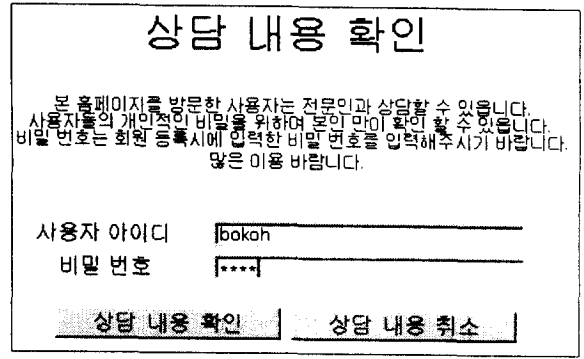 상담 내용 확인
본 홈페이지를 방문한 사용자는 전문인과 상담할 수 있읍니다.
사용자들의 개인적인 비밀을 위하며 본인 만이 확인 할 수 있읍니다.
비밀 번호는 회원 등록시에 입력한 비밀 번호를 입력해주시기 바랍니다.
많은 이용 바랍니다.
사용자 아이디 bokoh
비밀 번호 ****
상담 내용 확인 상담 내용 취소